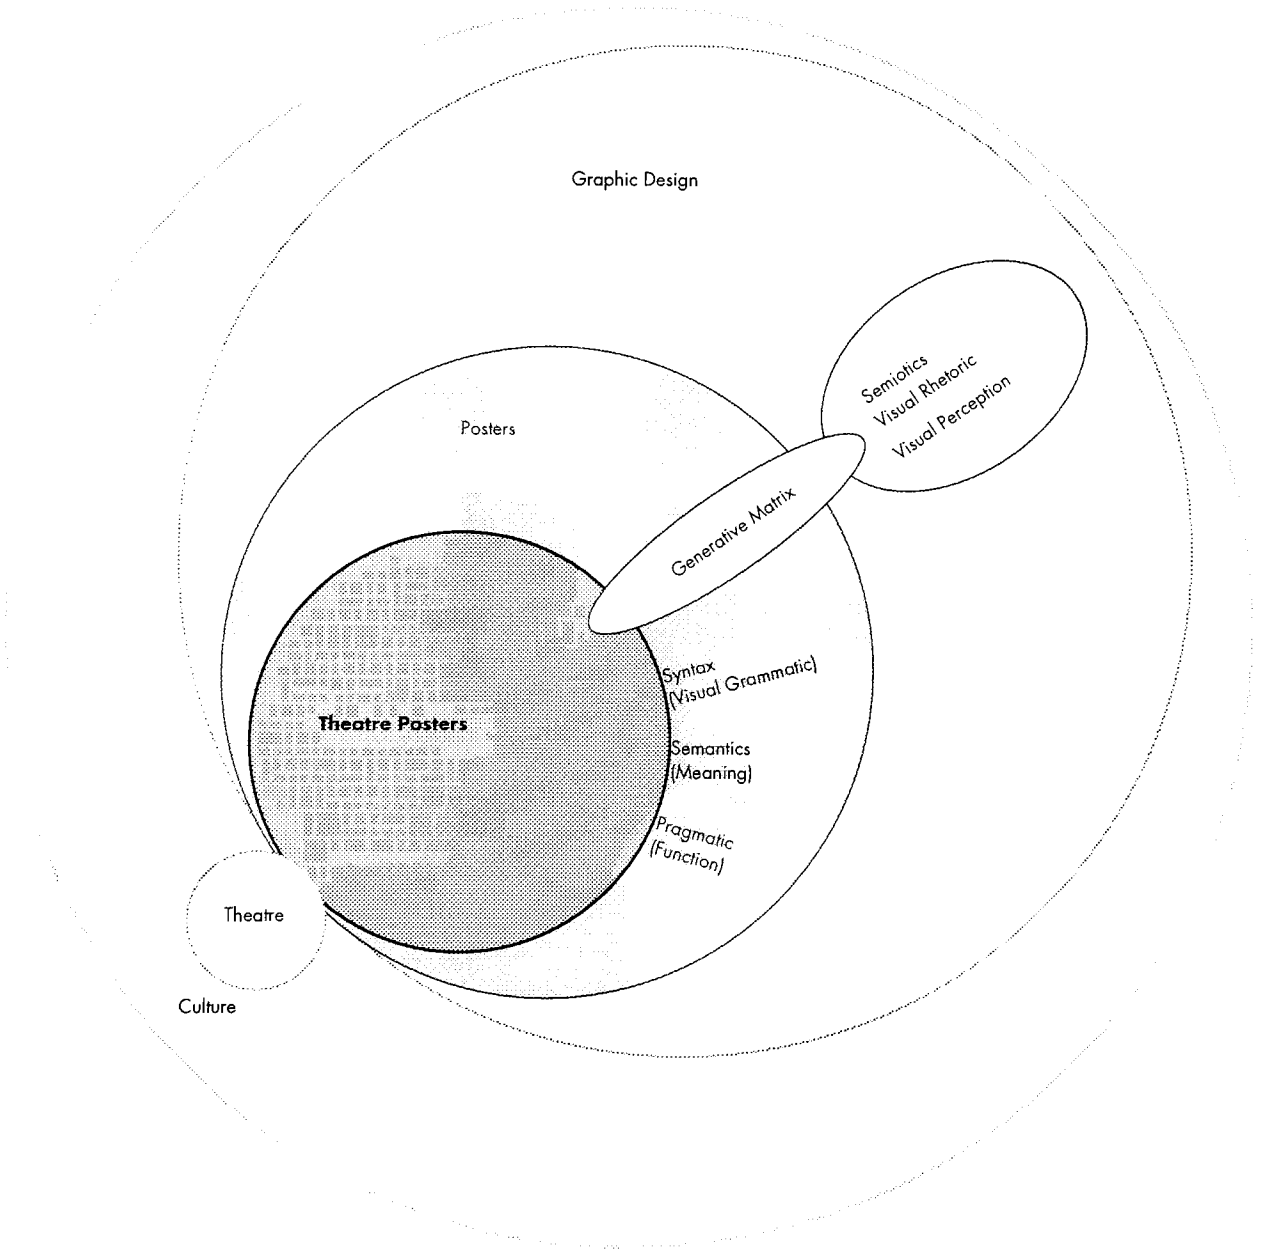 Graphic Design
Semiotics
Visual Rhetoric
Visual Perception
Posters
Generative Matrix
Syntax
(Visual Grammatic)
Theatre Posters
Semantics
(Meaning)
Pragmatic
(Function)
Theatre
Culture